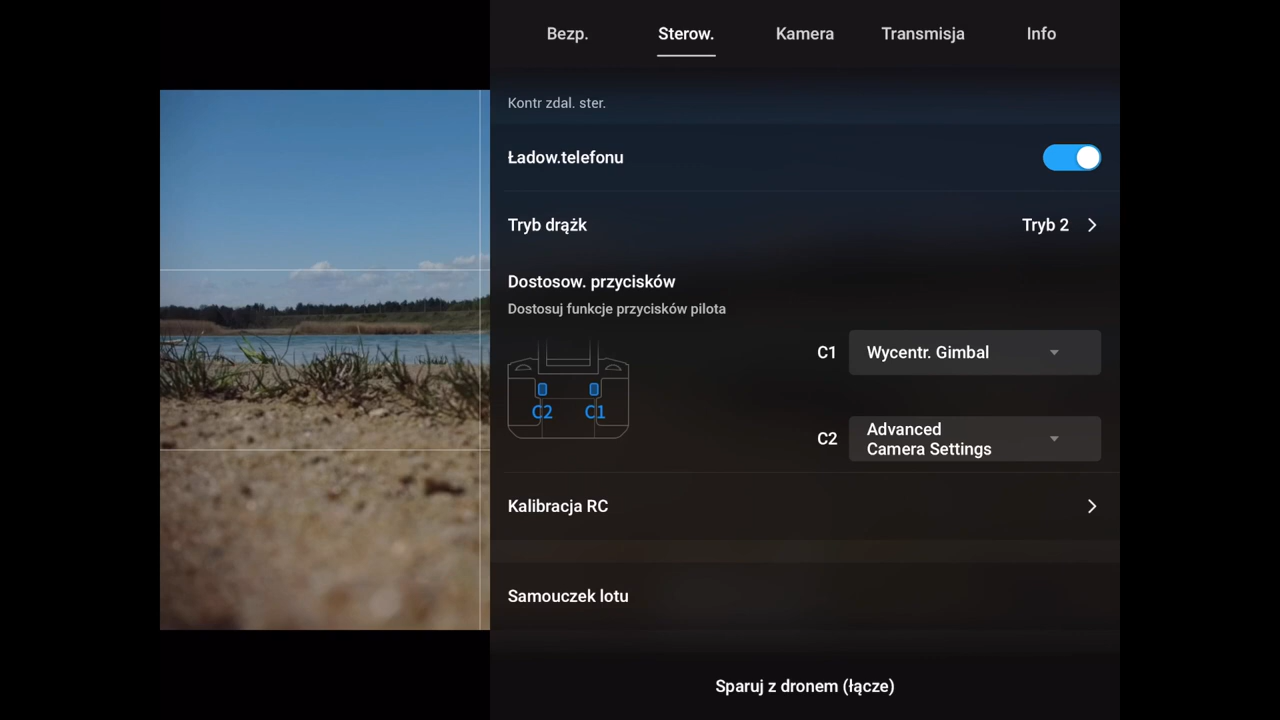 Bezp. Sterow. Kamera Transmisja Info
Kontr zdal. ster.
Ładow.telefonu
Tryb drążk Tryb 2
Dostosow. przycisków
Dostosuj funkcje przycisków pilota
C1 Wycentr. Gimbal
C2 C1
C2 Advanced
Camera Settings
Kalibracja RC
Samouczek lotu
Sparuj z dronem (łącze)